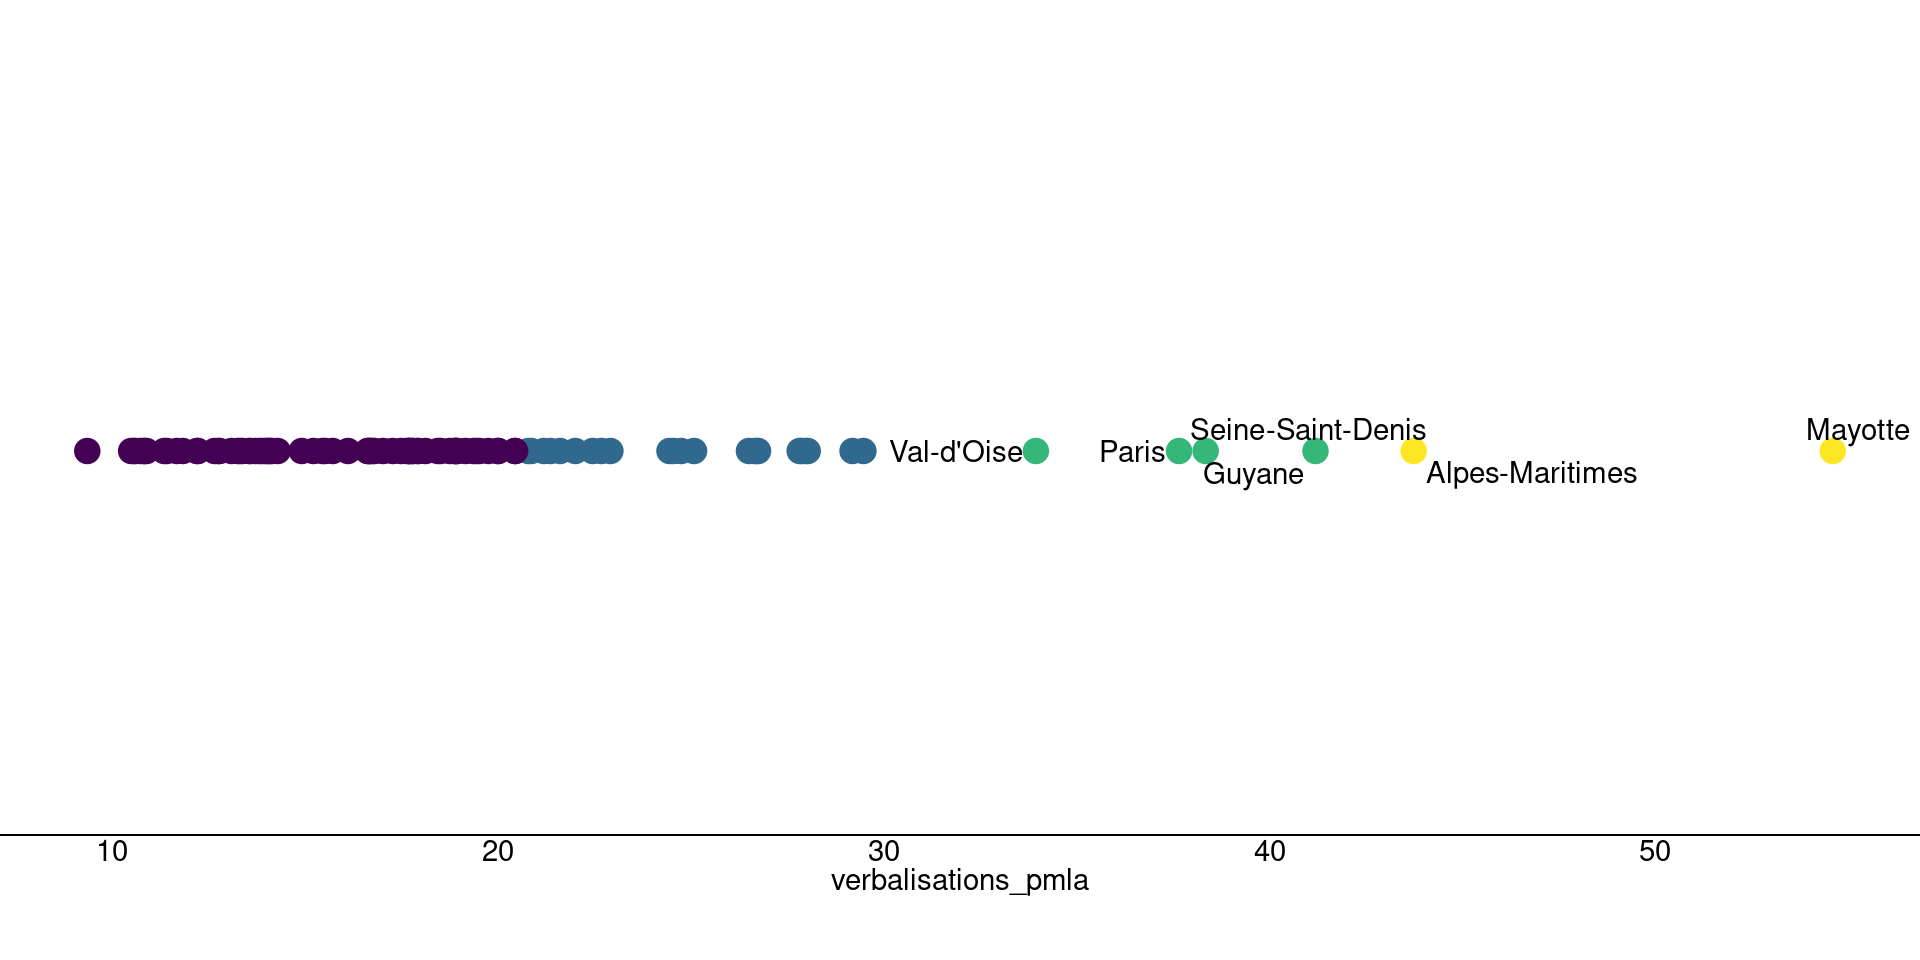 Seine-Saint-Denis
Mayotte
Val-d'Oise
Paris
Guyane
Alpes-Maritimes
10 20 30 40 50
verbalisations_pmla